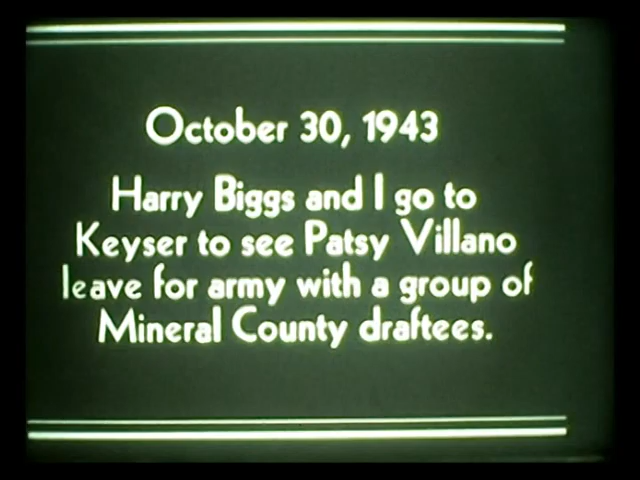 October 30, 1943
Harry Biggs and I go to
Keyser to see Patsy Villano
leave for army with a group of
Mineral County draftees.